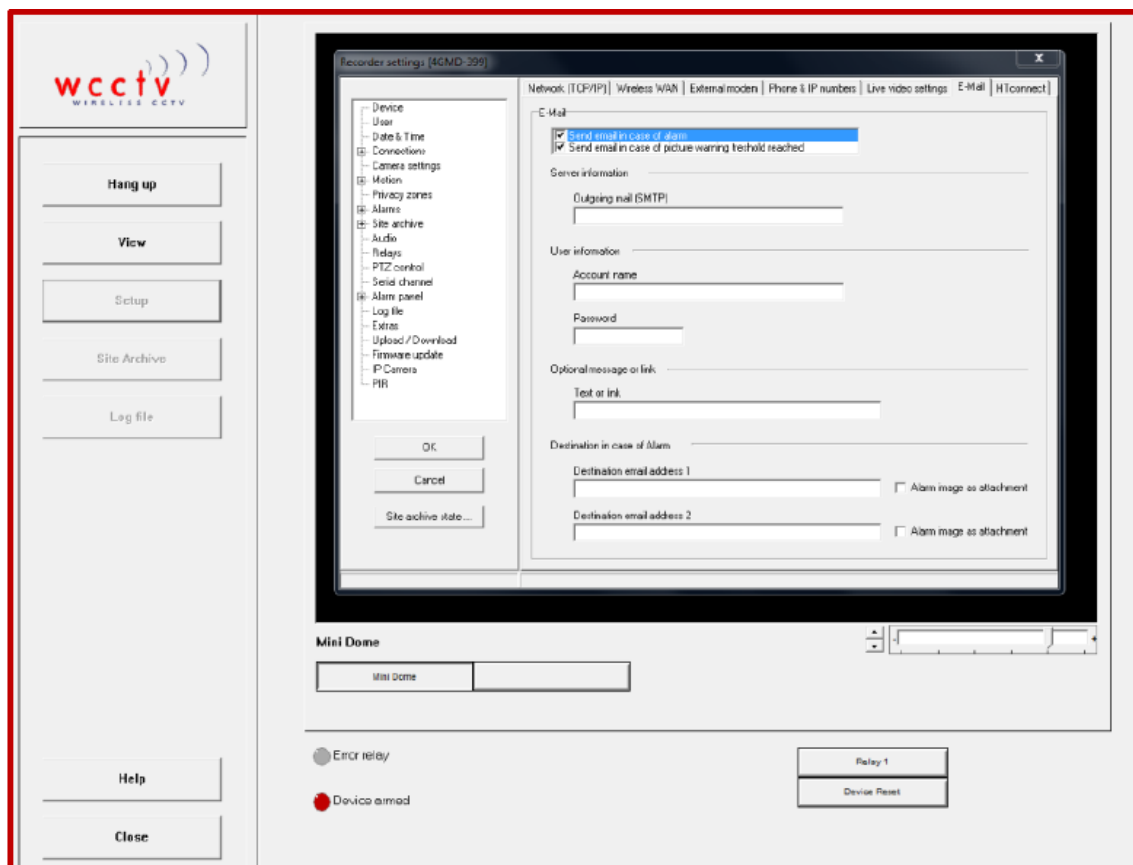 wcctv
WIRELESS CCTV
Hang up
View
Setup
Site Archive
Log file
Help
Close
Recorder settings [4GMD-399]
X
Device
User
Date & Time
Connections
Camera settings
Motion
Privacy zones
Alarms
Site archive
Audio
Relays
PTZ control
Serial channel
Alarm panel
Log file
Extras
Upload / Download
Firmware update
IP Camera
PIR
OK
Cancel
Site archive state ...
Network (TCP/IP) Wireless WAN External modem Phone & IP numbers Live video settings E-Mail HTconnect
E-Mail
Send email in case of alarm
Send email in case of picture warning treshold reached
Server information
Outgoing mail (SMTP)
User information
Account name
Password
Optional message or link
Text or link
Destination in case of Alarm
Destination email address 1
Alarm image as attachment
Destination email address 2
Alarm image as attachment
Mini Dome
- +
Mini Dome
Error relay
Device armed
Relay 1
Device Reset